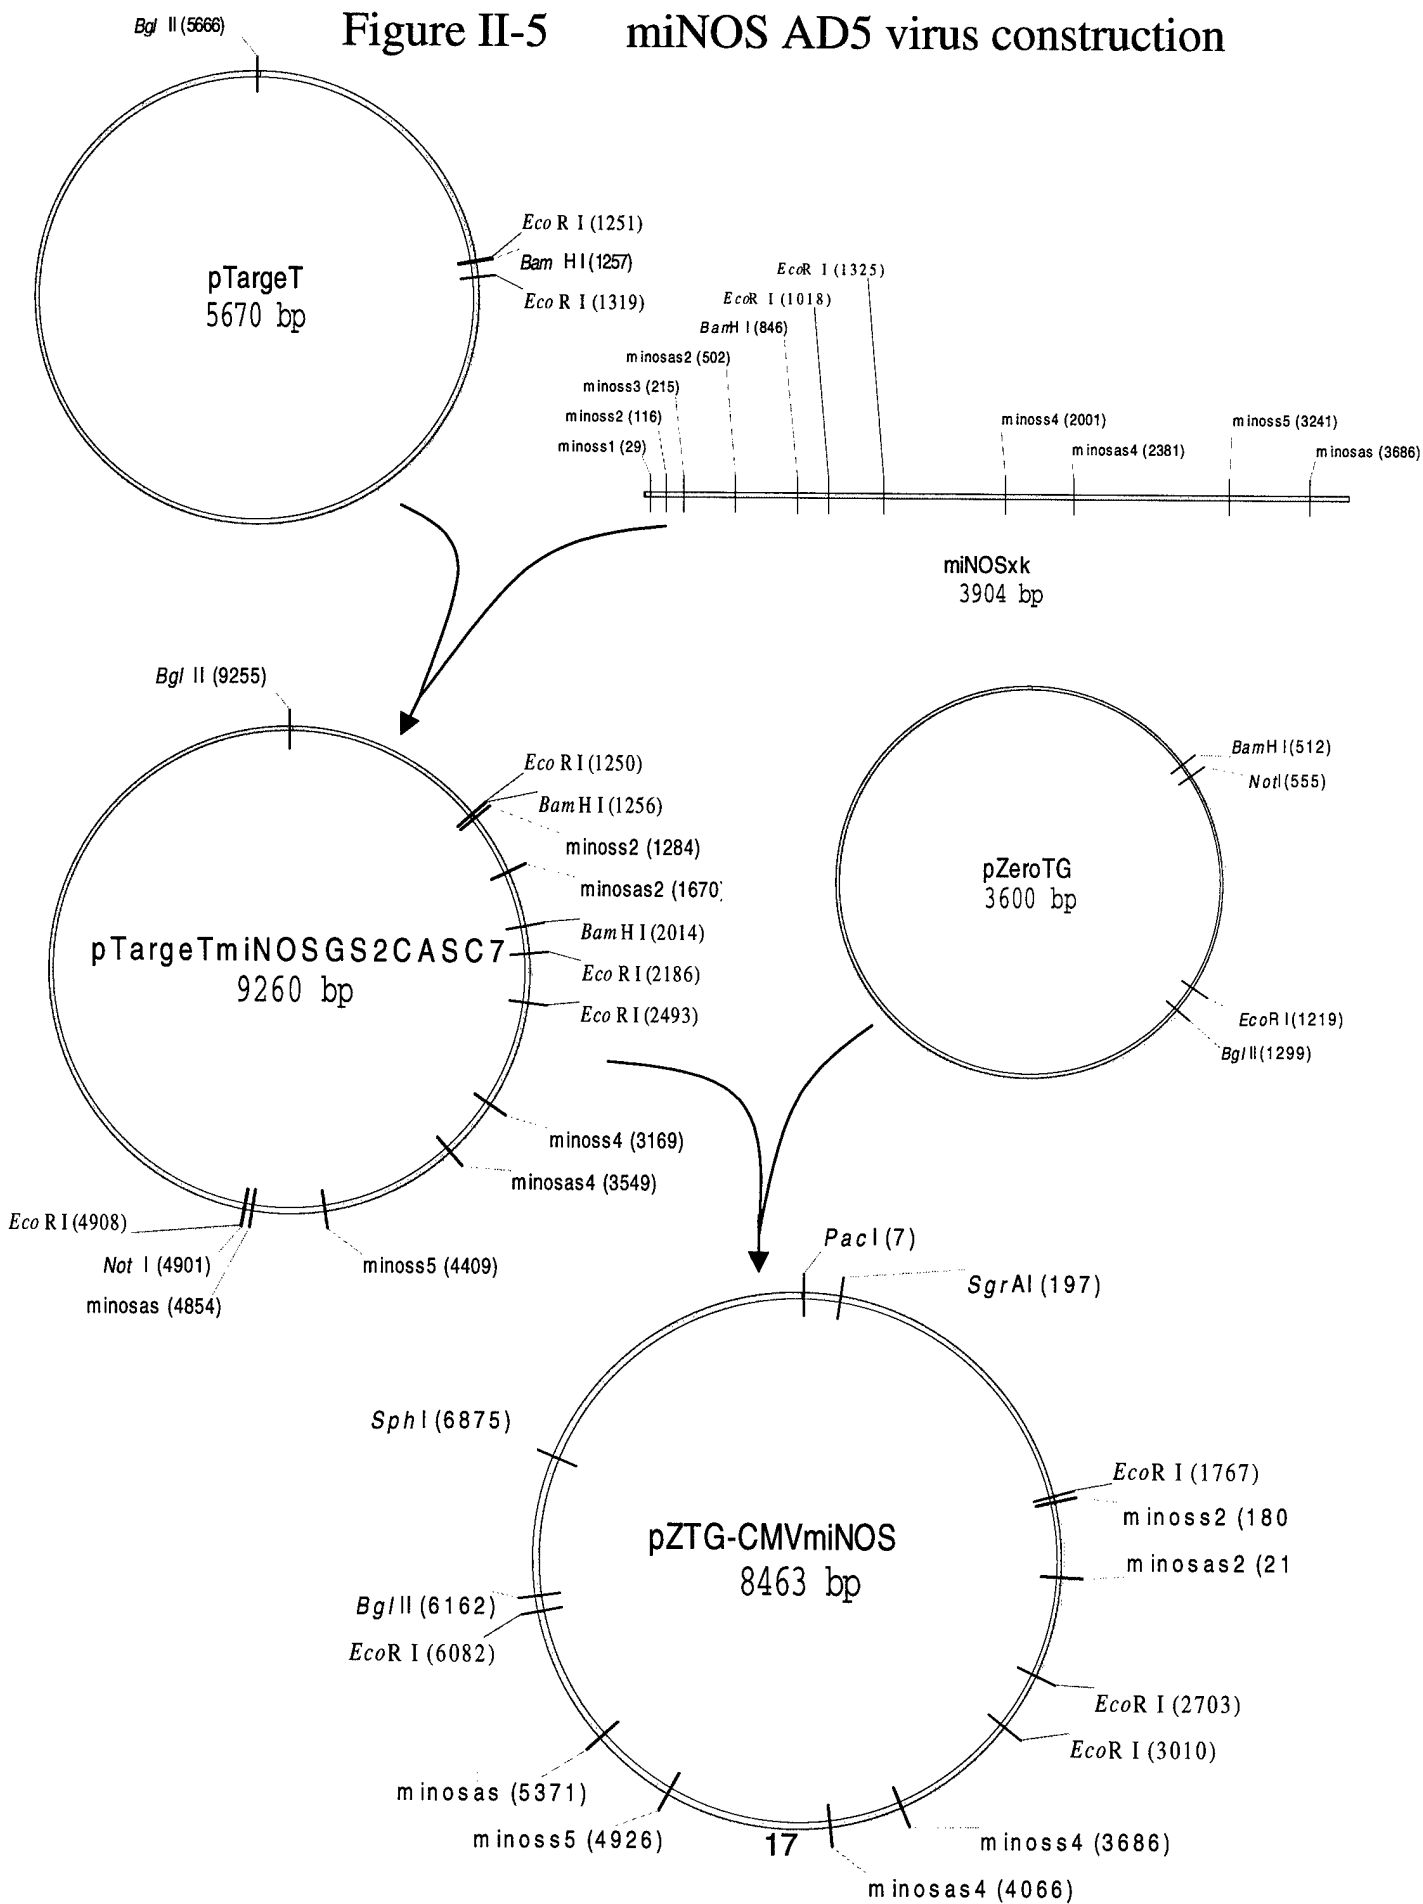 Figure II-5 miNOS AD5 virus construction
Bgl II (5666)
Eco R I (1251)
Bam H I (1257)
Eco R I (1319)
pTargeT
5670 bp
EcoR I (1325)
EcoR I (1018)
BamH I (846)
minosas2 (502)
minoss3 (215)
minoss2 (116)
minoss1 (29)
minoss4 (2001)
minosas4 (2381)
minoss5 (3241)
minosas (3686)
miNOSxk
3904 bp
Bgl II (9255)
Eco R I (1250)
BamH I (1256)
minoss2 (1284)
minosas2 (1670)
BamH I (2014)
Eco R I (2186)
Eco R I (2493)
pTargeTmiNOSGS2CASC7
9260 bp
minoss4 (3169)
minosas4 (3549)
minoss5 (4409)
Eco R I (4908)
Not I (4901)
minosas (4854)
BamH I (512)
NotI (555)
pZeroTG
3600 bp
EcoR I (1219)
BglII (1299)
PacI (7)
SgrAI (197)
SphI (6875)
EcoR I (1767)
minoss2 (180
minosas2 (21
pZTG-CMVmiNOS
8463 bp
BglII (6162)
EcoR I (6082)
EcoR I (2703)
EcoR I (3010)
minosas (5371)
minoss5 (4926)
minoss4 (3686)
minosas4 (4066)
17